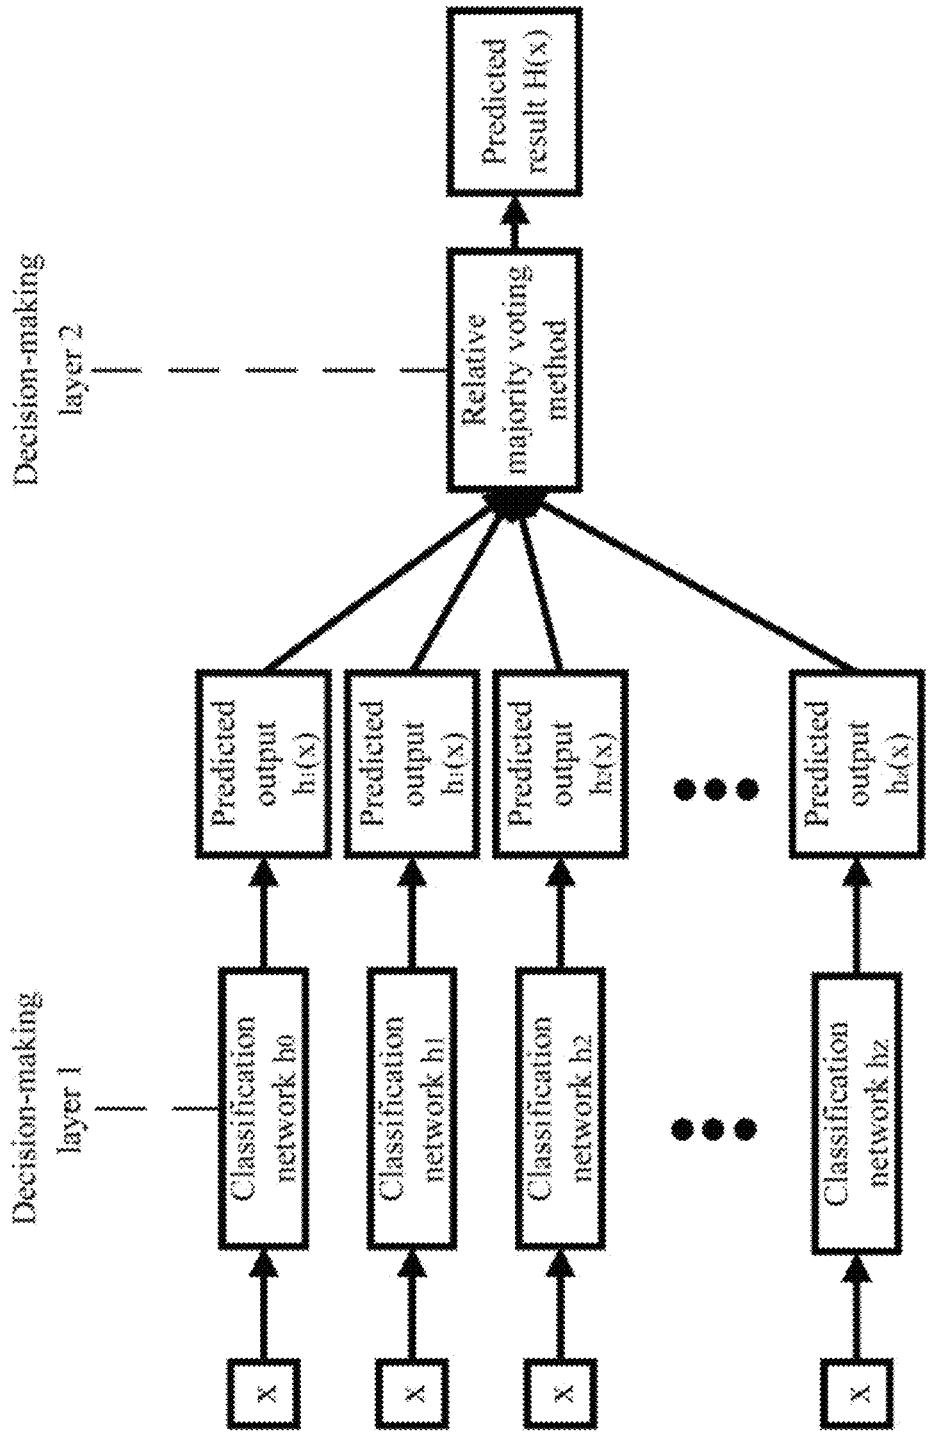 Decision-making
layer 1
Decision-making
layer 2
x
Classification
network h0
Predicted
output
h1(x)
x
Classification
network h1
Predicted
output
h1(x)
x
Classification
network h2
Predicted
output
h2(x)
x
Classification
network hz
Predicted
output
hz(x)
Relative
majority voting
method
Predicted
result H(x)